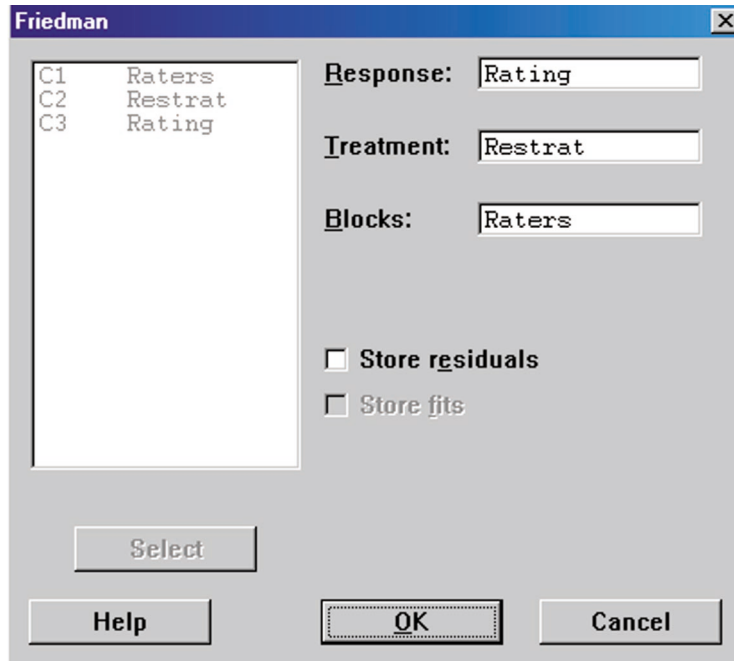 Friedman
C1 Raters
C2 Restrat
C3 Rating
Response: Rating
Treatment: Restrat
Blocks: Raters
Store residuals
Store fits
Select
Help
OK
Cancel